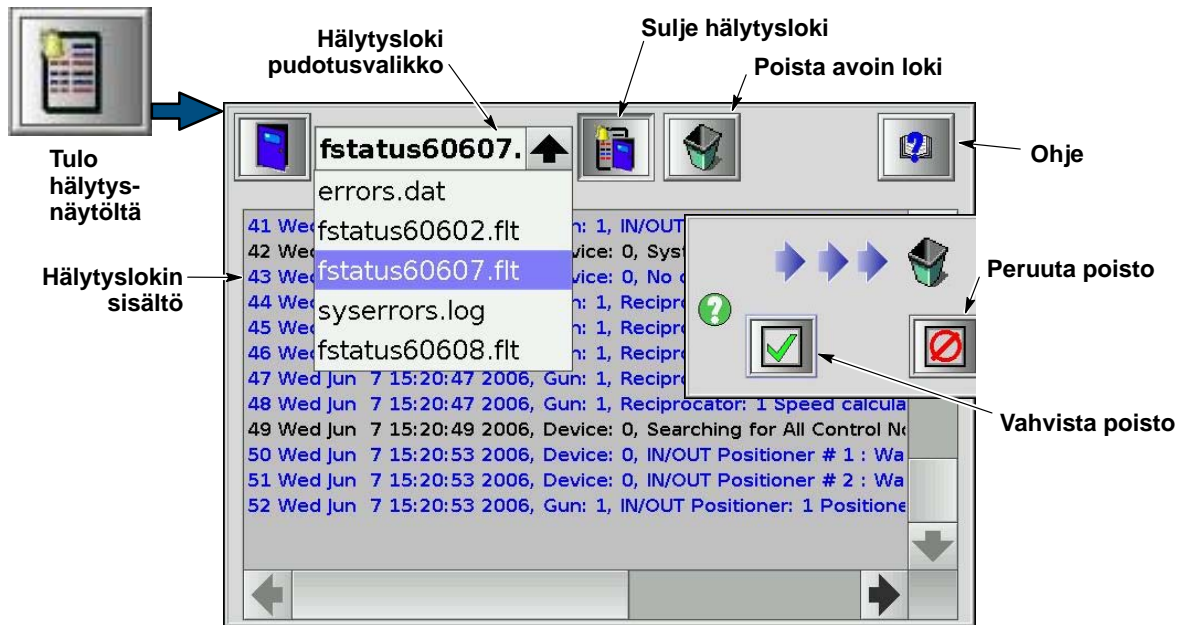 Hälytysloki
pudotusvalikko
Sulje hälytysloki
Poista avoin loki
Ohje
Tulo
hälytys-
näytöltä
fstatus60607.
errors.dat
fstatus60602.flt
fstatus60607.flt
syserrors.log
fstatus60608.flt
Hälytyslokin
sisältö
Peruuta poisto
Vahvista poisto
41 Wed n: 1, IN/OUT
42 Wed vice: 0, Syst
43 Wed vice: 0, No
44 Wed n: 1, Recipr
45 Wed n: 1, Recipr
46 Wed n: 1, Recipr
47 Wed Jun 7 15:20:47 2006, Gun: 1, Recipr
48 Wed Jun 7 15:20:47 2006, Gun: 1, Reciprocator: 1 Speed calcula
49 Wed Jun 7 15:20:49 2006, Device: 0, Searching for All Control No
50 Wed Jun 7 15:20:53 2006, Device: 0, IN/OUT Positioner # 1 : Wa
51 Wed Jun 7 15:20:53 2006, Device: 0, IN/OUT Positioner # 2 : Wa
52 Wed Jun 7 15:20:53 2006, Gun: 1, IN/OUT Positioner: 1 Positione